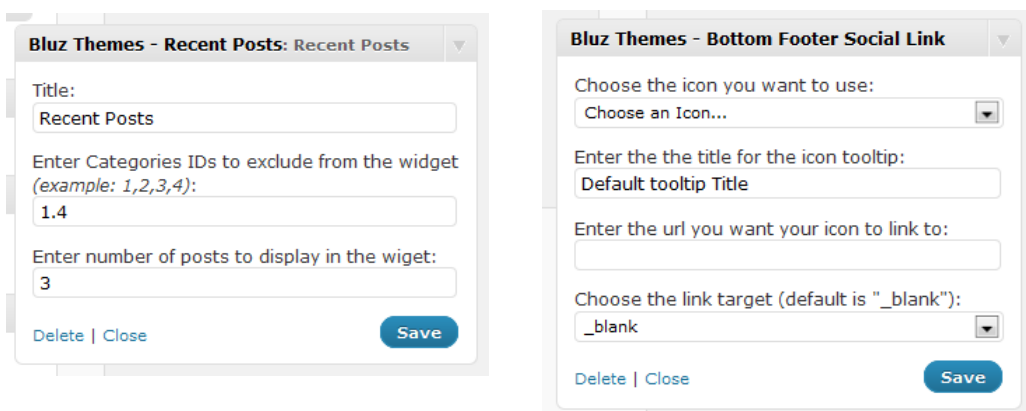 Bluz Themes - Recent Posts: Recent Posts
Title:
Recent Posts
Enter Categories IDs to exclude from the widget
(example: 1,2,3,4):
1.4
Enter number of posts to display in the wiget:
3
Delete | Close
Save
Bluz Themes - Bottom Footer Social Link
Choose the icon you want to use:
Choose an Icon...
Enter the the title for the icon tooltip:
Default tooltip Title
Enter the url you want your icon to link to:
Choose the link target (default is "_blank"):
_blank
Delete | Close
Save